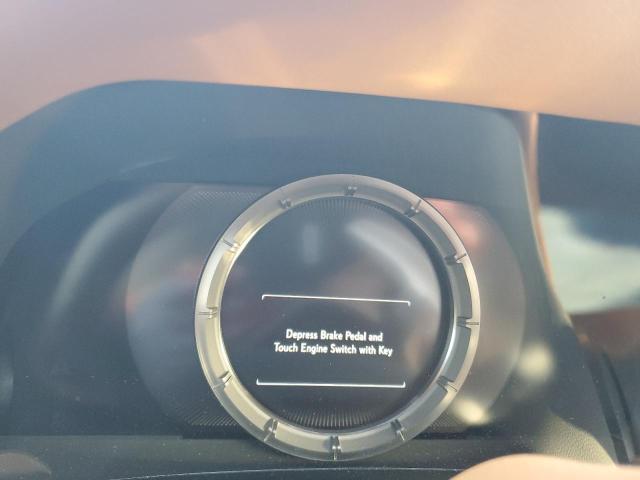 Depress Brake Pedal and
Touch Engine Switch with Key